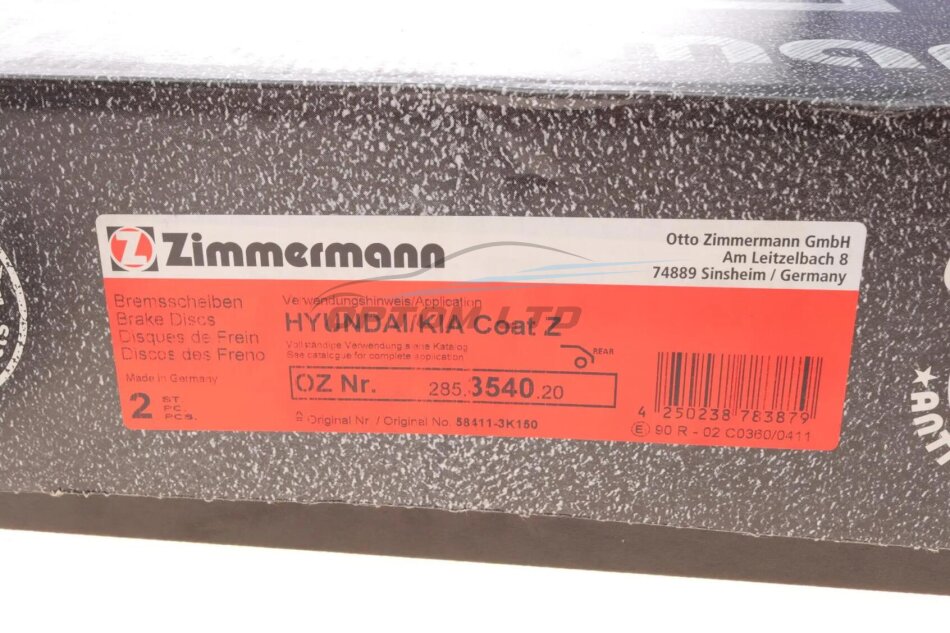 Z Zimmermann
Otto Zimmermann GmbH
Am Leitzelbach 8
74889 Sinsheim / Germany
Bremsscheiben
Brake Discs
Disques de Frein
Discos des Freno
Made in Germany
2 ST.
PC.
PCS.
Verwendungshinweis/Application
HYUNDAI/KIA Coat Z
Vollständige Verwendung siehe Katalog
See catalogue for complete application
REAR
OZ Nr. 285.3540.20
Original Nr. / Original No. 58411-3K150
4 250238 783879
E 90 R - 02 C0360/0411
OPTOM LTD